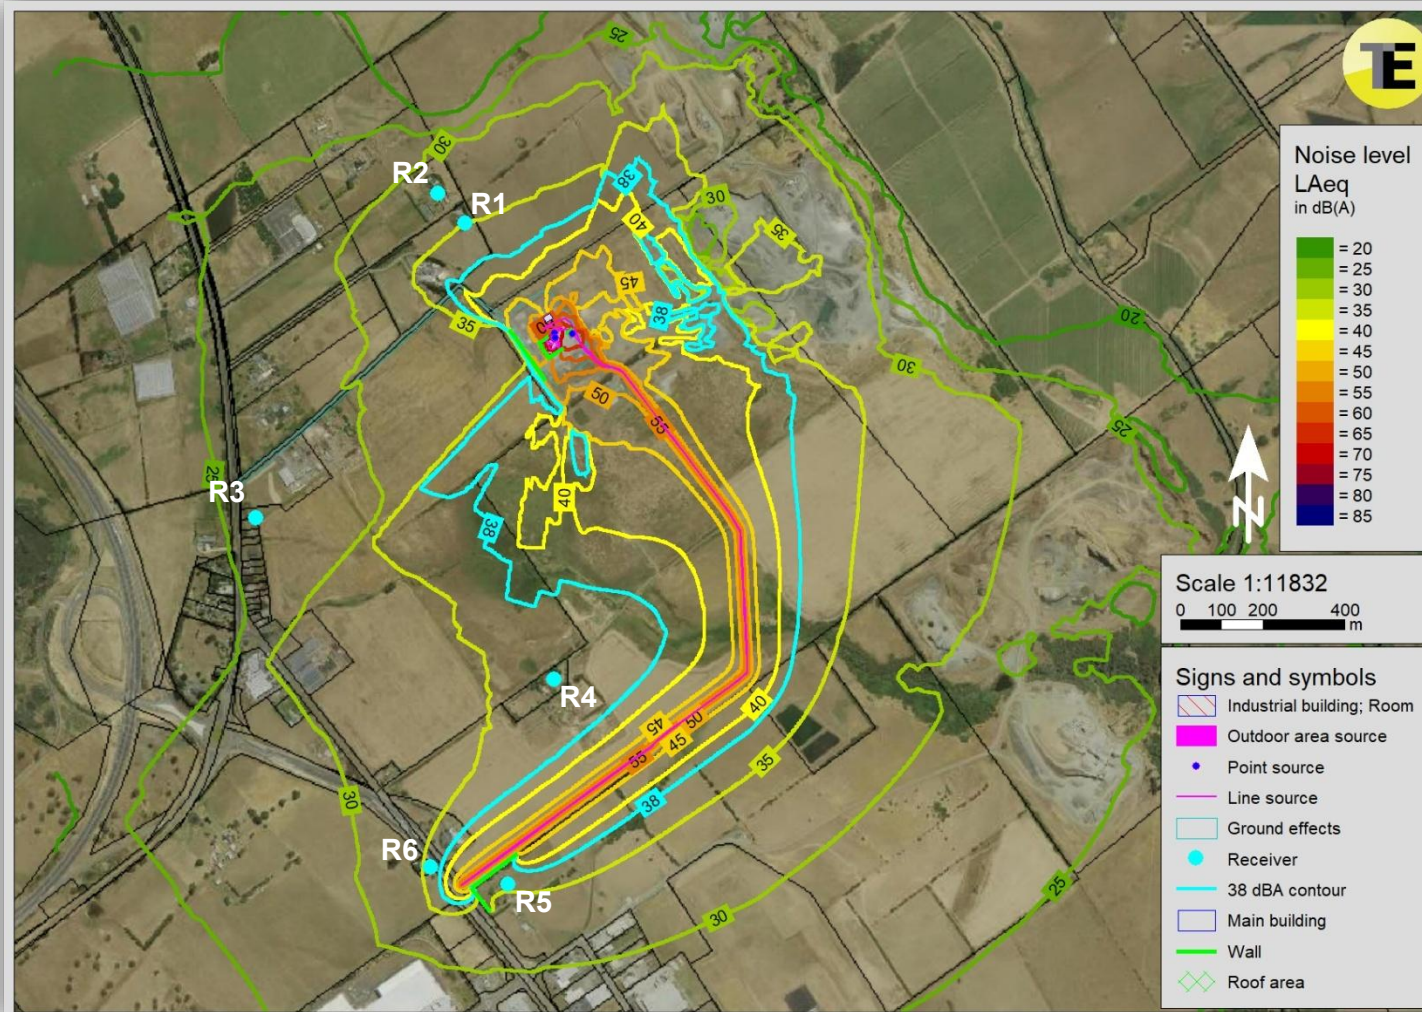 TE
25
30
R2
38
R1
30
40
35
45
38
35
60
20
30
50
55
25
25
R3
40
38
R4
40
45
50
45
55
35
38
30
R6
R5
25
30
N
Noise level
LAeq
in dB(A)
= 20
= 25
= 30
= 35
= 40
= 45
= 50
= 55
= 60
= 65
= 70
= 75
= 80
= 85
Scale 1:11832
0 100 200 400
m
Signs and symbols
Industrial building; Room
Outdoor area source
Point source
Line source
Ground effects
Receiver
38 dBA contour
Main building
Wall
Roof area